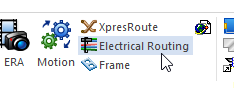 XpresRoute
Electrical Routing
ERA Motion Frame